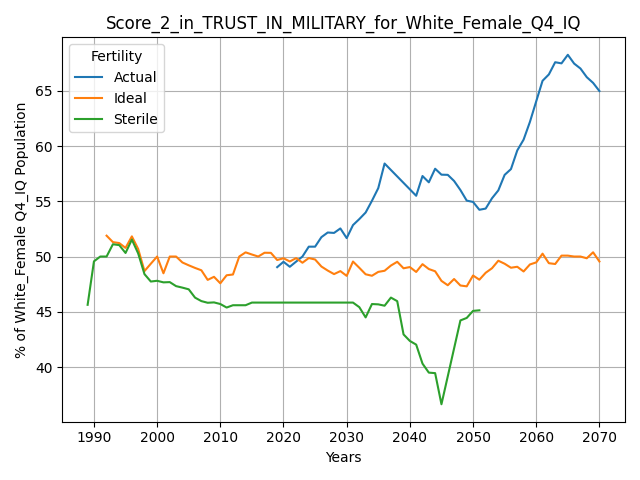 Score_2_in_TRUST_IN_MILITARY_for_White_Female_Q4_IQ
Fertility
Actual
Ideal
Sterile
% of White_Female Q4_IQ Population
65
60
55
50
45
40
1990 2000 2010 2020 2030 2040 2050 2060 2070
Years